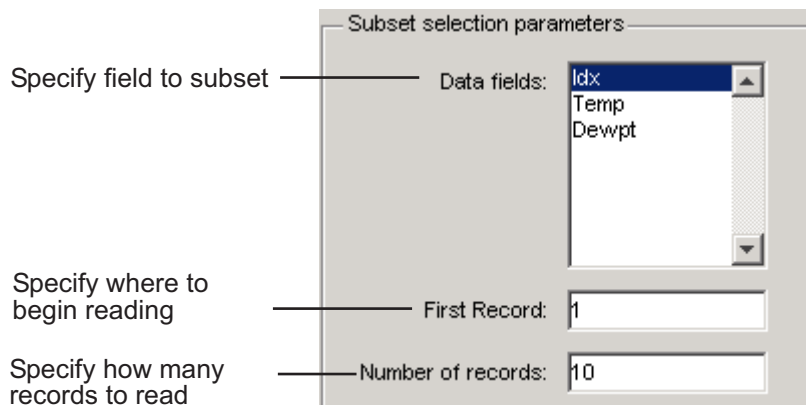 Subset selection parameters
Specify field to subset
Data fields:
Idx
Temp
Dewpt
Specify where to
begin reading
First Record:
1
Specify how many
records to read
Number of records:
10